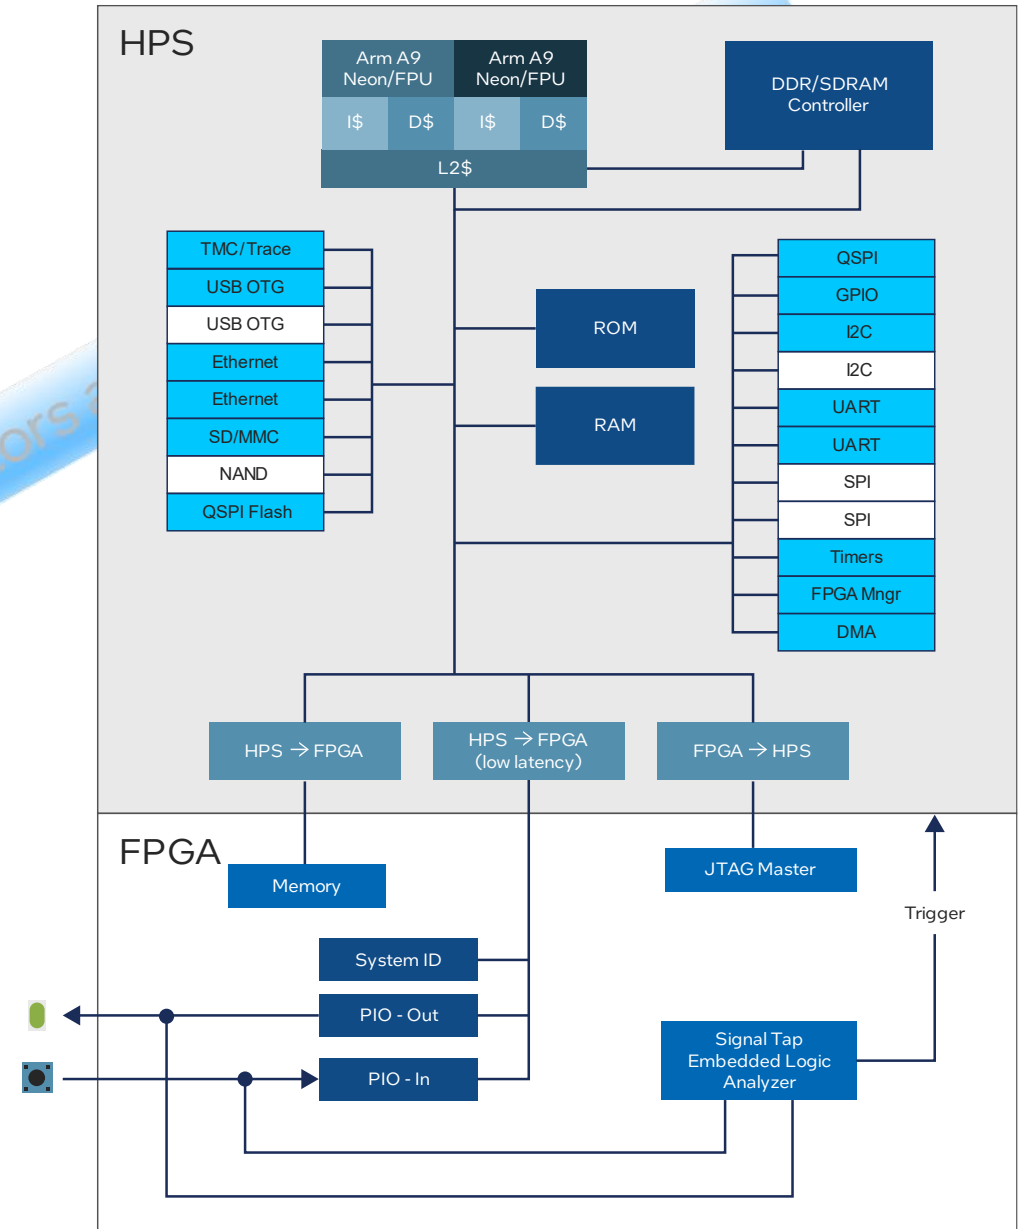 HPS
Arm A9
Neon/FPU
Arm A9
Neon/FPU
I$
D$
I$
D$
L2$
DDR/SDRAM
Controller
TMC/Trace
USB OTG
USB OTG
Ethernet
Ethernet
SD/MMC
NAND
QSPI Flash
ROM
RAM
QSPI
GPIO
I2C
I2C
UART
UART
SPI
SPI
Timers
FPGA Mngr
DMA
HPS → FPGA
HPS → FPGA
(low latency)
FPGA → HPS
FPGA
Memory
JTAG Master
Trigger
System ID
PIO - Out
PIO - In
Signal Tap
Embedded Logic
Analyzer